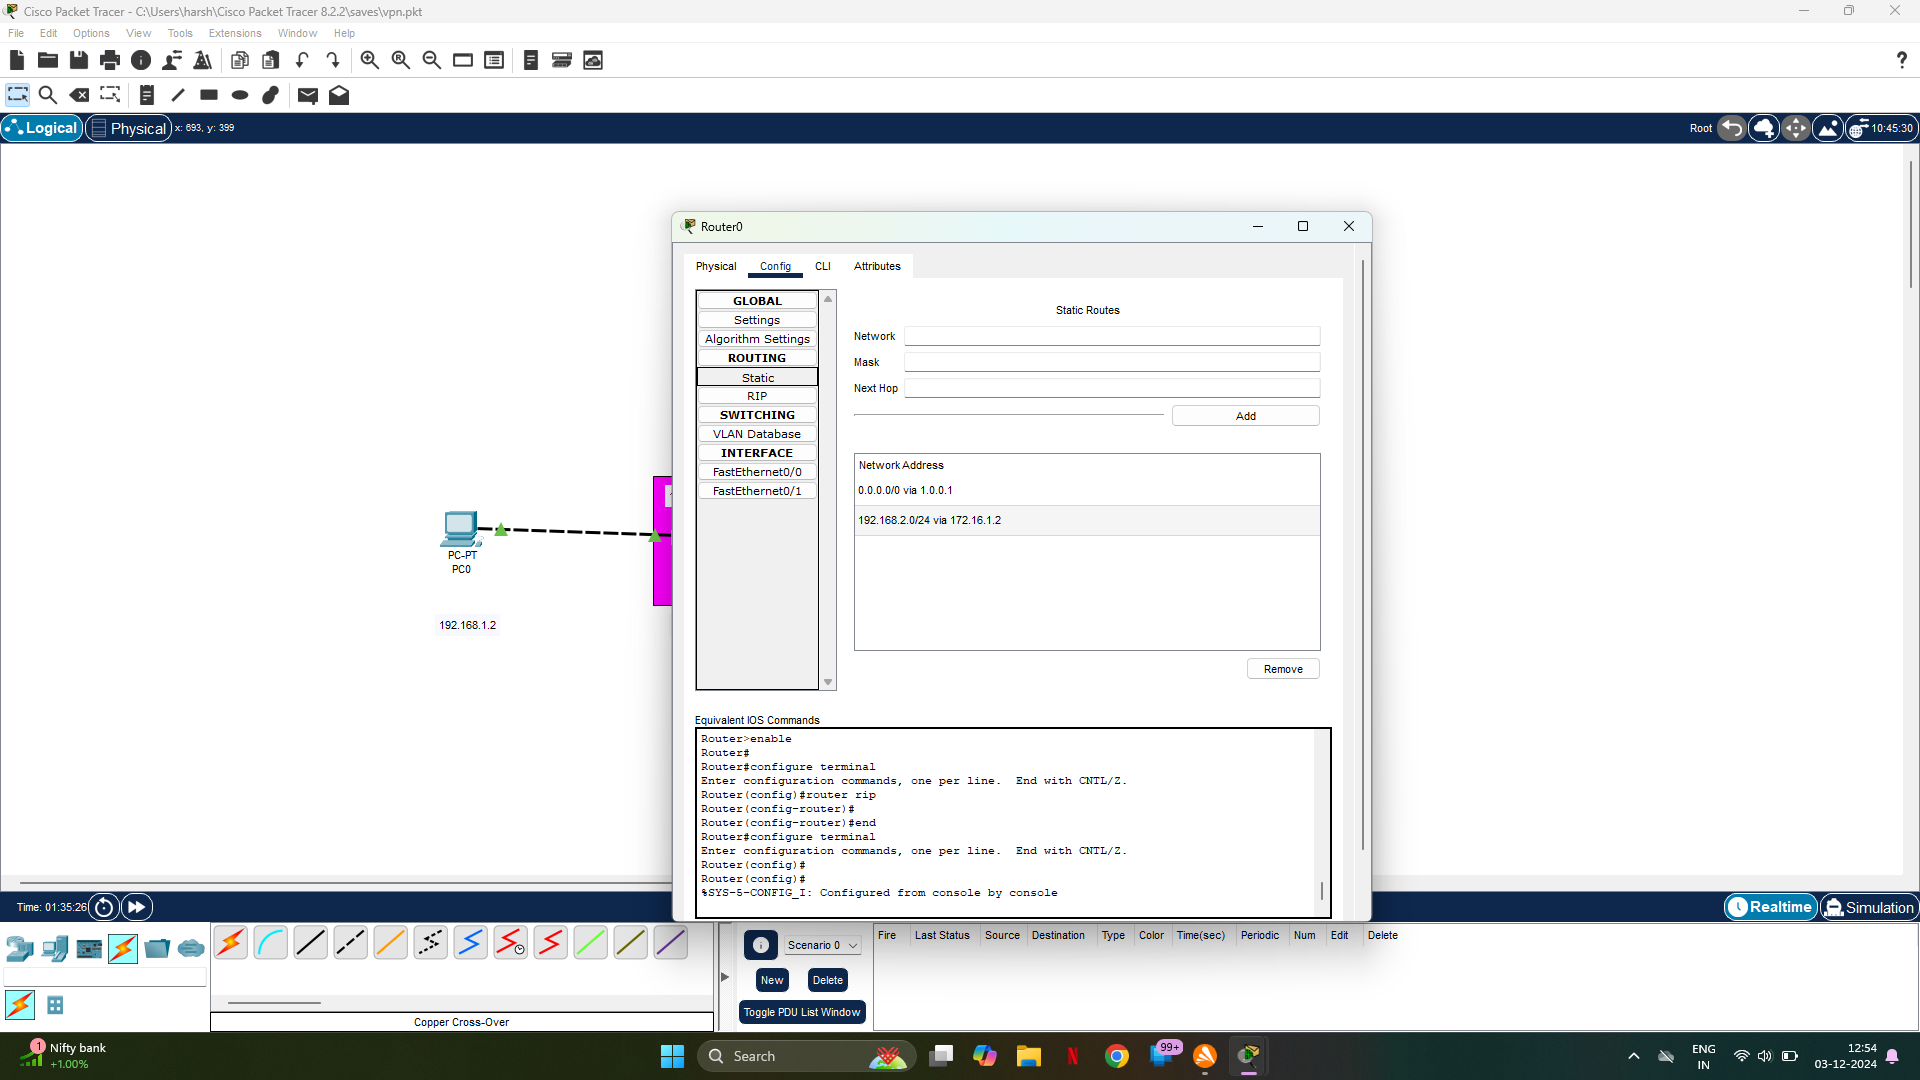 Cisco Packet Tracer - C:\Users\harsh\Cisco Packet Tracer 8.2.2\saves\vpn.pkt
File Edit Options View Tools Extensions Window Help
?
Logical Physical x: 693, y: 399
Root 10:45:30
Router0
Physical Config CLI Attributes
GLOBAL
Settings
Algorithm Settings
ROUTING
Static
RIP
SWITCHING
VLAN Database
INTERFACE
FastEthernet0/0
FastEthernet0/1
Static Routes
Network
Mask
Next Hop
Add
Network Address
0.0.0.0/0 via 1.0.0.1
192.168.2.0/24 via 172.16.1.2
Remove
PC-PT
PC0
192.168.1.2
Equivalent IOS Commands
Router>enable
Router#
Router#configure terminal
Enter configuration commands, one per line.  End with CNTL/Z.
Router(config)#router rip
Router(config-router)#
Router(config-router)#end
Router#configure terminal
Enter configuration commands, one per line.  End with CNTL/Z.
Router(config)#
Router(config)#
%SYS-5-CONFIG_I: Configured from console by console
Time: 01:35:26
Realtime Simulation
Scenario 0
New Delete
Toggle PDU List Window
Fire Last Status Source Destination Type Color Time(sec) Periodic Num Edit Delete
Copper Cross-Over
1
Nifty bank
+1.00%
Search
99+
ENG
IN
12:54
03-12-2024